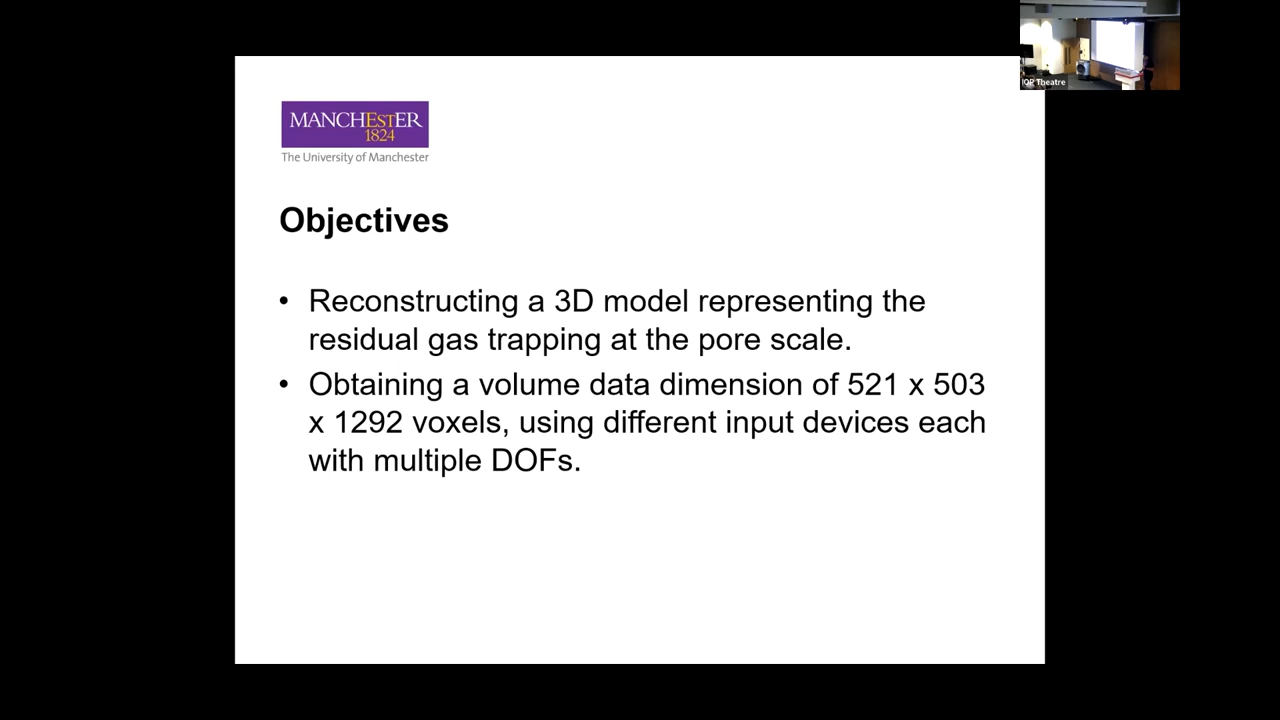 IOP Theatre
MANCHESTER
1824
The University of Manchester
Objectives
• Reconstructing a 3D model representing the
residual gas trapping at the pore scale.
• Obtaining a volume data dimension of 521 x 503
x 1292 voxels, using different input devices each
with multiple DOFs.